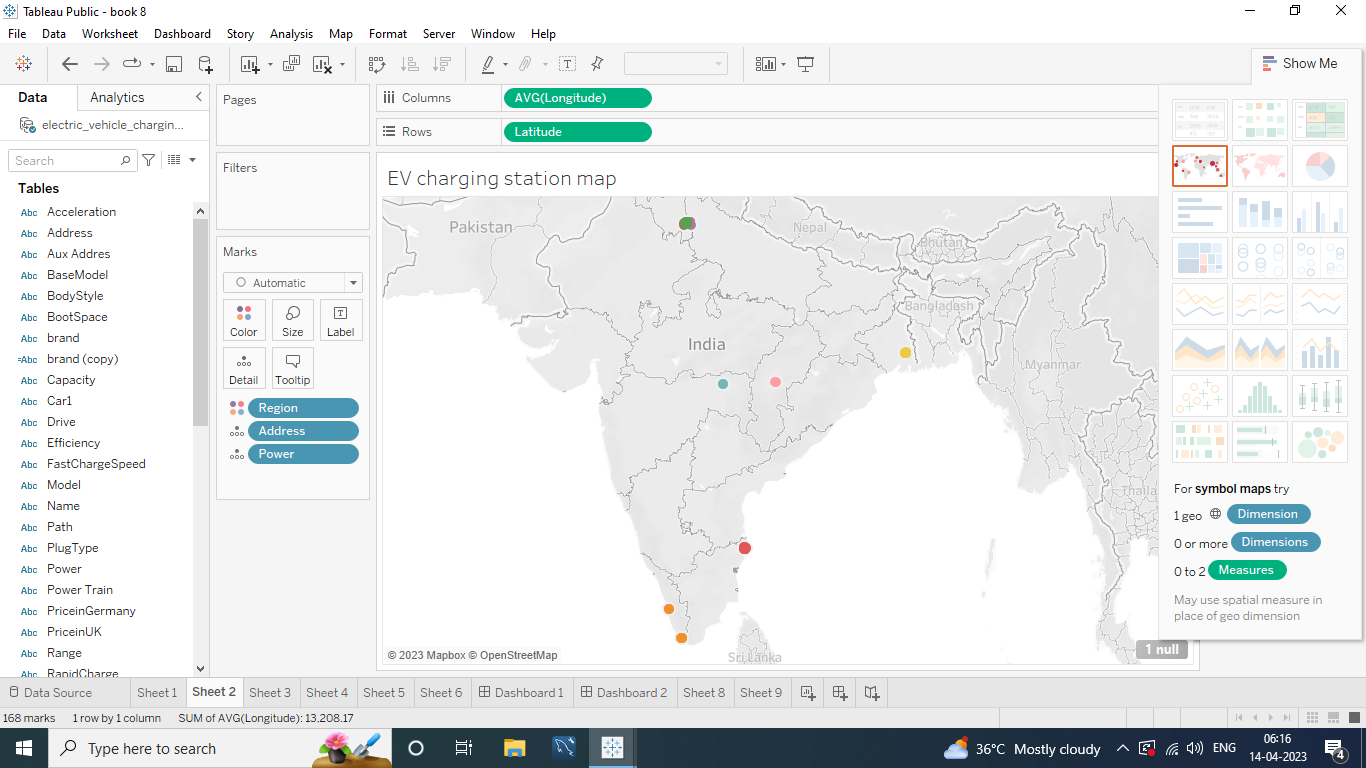 Tableau Public - book 8
File Data Worksheet Dashboard Story Analysis Map Format Server Window Help
Show Me
Data Analytics
electric_vehicle_chargin...
Search
Tables
Abc Acceleration
Abc Address
Abc Aux Addres
Abc BaseModel
Abc BodyStyle
Abc BootSpace
Abc brand
=Abc brand (copy)
Abc Capacity
Abc Car1
Abc Drive
Abc Efficiency
Abc FastChargeSpeed
Abc Model
Abc Name
Abc Path
Abc PlugType
Abc Power
Abc Power Train
Abc PriceinGermany
Abc PriceinUK
Abc Range
Abc RapidCharge
Pages
Filters
Marks
Automatic
Color Size Label
Detail Tooltip
Region
Address
Power
Columns AVG(Longitude)
Rows Latitude
EV charging station map
Pakistan
Nepal
Bhutan
Bangladesh
India
Myanmar
Thaila
Sri Lanka
© 2023 Mapbox © OpenStreetMap
1 null
For symbol maps try
1 geo Dimension
0 or more Dimensions
0 to 2 Measures
May use spatial measure in
place of geo dimension
Data Source Sheet 1 Sheet 2 Sheet 3 Sheet 4 Sheet 5 Sheet 6 Dashboard 1 Dashboard 2 Sheet 8 Sheet 9
168 marks 1 row by 1 column SUM of AVG(Longitude): 13,208.17
Type here to search
36°C Mostly cloudy
ENG
06:16
14-04-2023
4